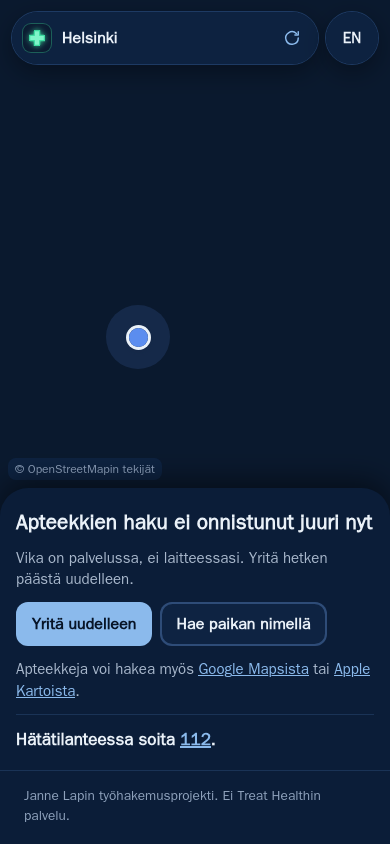 Helsinki
EN
© OpenStreetMapin tekijät
Apteekkien haku ei onnistunut juuri nyt
Vika on palvelussa, ei laitteessasi. Yritä hetken
päästä uudelleen.
Yritä uudelleen
Hae paikan nimellä
Apteekkeja voi hakea myös Google Mapsista tai Apple
Kartoista.
Hätätilanteessa soita 112.
Janne Lapin työhakemusprojekti. Ei Treat Healthin
palvelu.